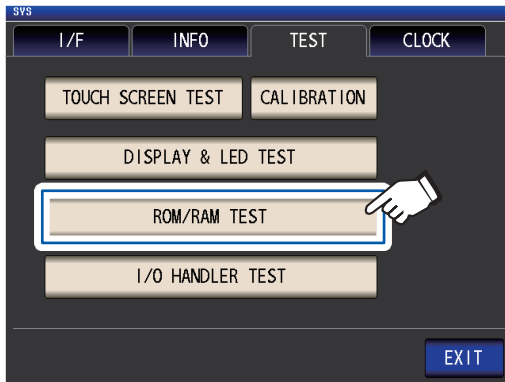 SYS
I/F INFO TEST CLOCK
TOUCH SCREEN TEST CALIBRATION
DISPLAY & LED TEST
ROM/RAM TEST
I/O HANDLER TEST
EXIT